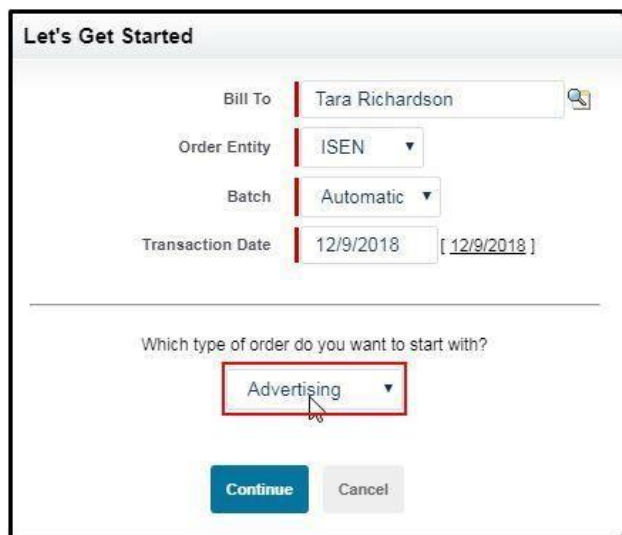 Let's Get Started
Bill To Tara Richardson
Order Entity ISEN
Batch Automatic
Transaction Date 12/9/2018 [ 12/9/2018 ]
Which type of order do you want to start with?
Advertising
Continue Cancel